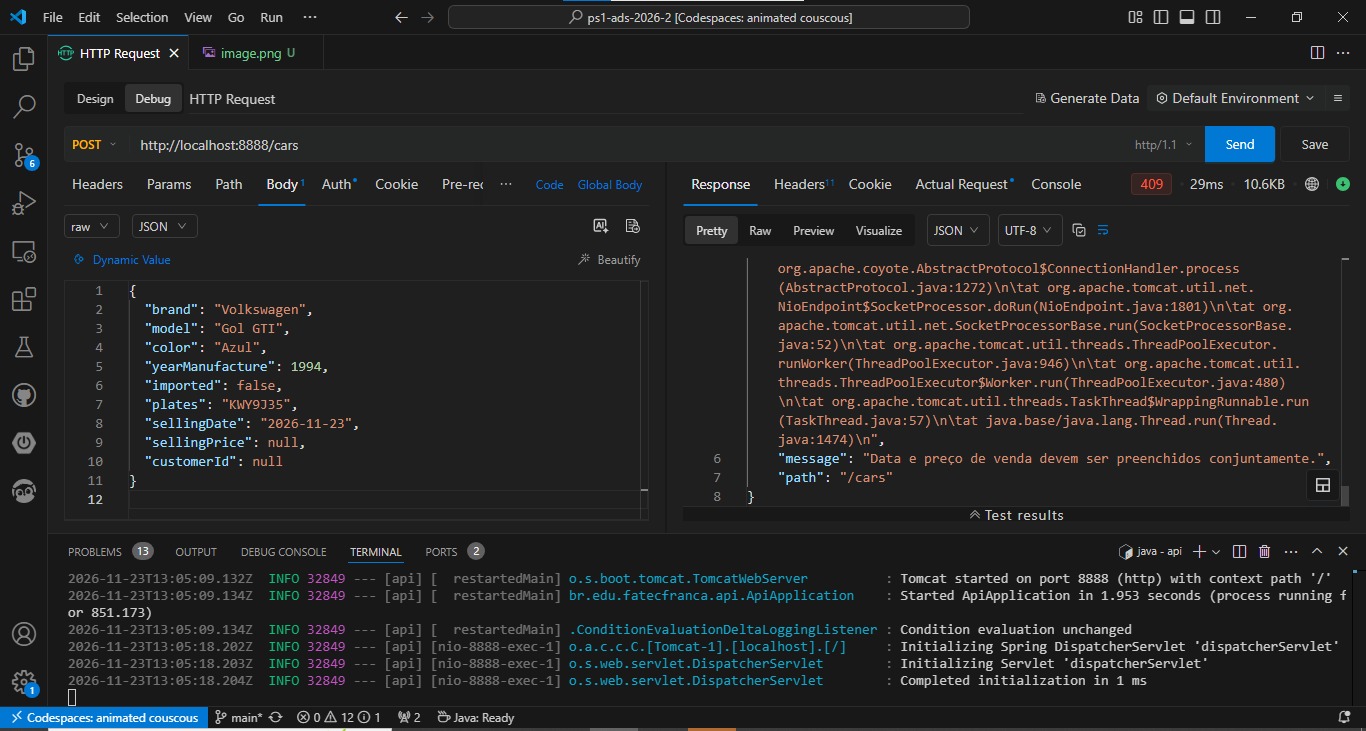 File Edit Selection View Go Run ···
ps1-ads-2026-2 [Codespaces: animated couscous]
HTTP Request
image.png U
Design Debug HTTP Request
Generate Data Default Environment
POST http://localhost:8888/cars http/1.1 Send Save
Headers Params Path Body 1 Auth Cookie Pre-rec ··· Code Global Body
raw JSON
Dynamic Value Beautify
1 {
2 "brand": "Volkswagen",
3 "model": "Gol GTI",
4 "color": "Azul",
5 "yearManufacture": 1994,
6 "imported": false,
7 "plates": "KWY9J35",
8 "sellingDate": "2026-11-23",
9 "sellingPrice": null,
10 "customerId": null
11 }
12
Response Headers 11 Cookie Actual Request Console 409 29ms 10.6KB
Pretty Raw Preview Visualize JSON UTF-8
org.apache.coyote.AbstractProtocol$ConnectionHandler.process
(AbstractProtocol.java:1272)\n\tat org.apache.tomcat.util.net.
NioEndpoint$SocketProcessor.doRun(NioEndpoint.java:1801)\n\tat org.
apache.tomcat.util.net.SocketProcessorBase.run(SocketProcessorBase.
java:52)\n\tat org.apache.tomcat.util.threads.ThreadPoolExecutor.
runWorker(ThreadPoolExecutor.java:946)\n\tat org.apache.tomcat.util.
threads.ThreadPoolExecutor$Worker.run(ThreadPoolExecutor.java:480)
\n\tat org.apache.tomcat.util.threads.TaskThread$WrappingRunnable.run
(TaskThread.java:57)\n\tat java.base/java.lang.Thread.run(Thread.
java:1474)\n",
6 "message": "Data e preço de venda devem ser preenchidos conjuntamente.",
7 "path": "/cars"
8 }
Test results
PROBLEMS 13 OUTPUT DEBUG CONSOLE TERMINAL PORTS 2
java - api
2026-11-23T13:05:09.132Z INFO 32849 --- [api] [ restartedMain] o.s.boot.tomcat.TomcatWebServer : Tomcat started on port 8888 (http) with context path '/'
2026-11-23T13:05:09.134Z INFO 32849 --- [api] [ restartedMain] br.edu.fatecfranca.api.ApiApplication : Started ApiApplication in 1.953 seconds (process running f
or 851.173)
2026-11-23T13:05:09.134Z INFO 32849 --- [api] [ restartedMain] .ConditionEvaluationDeltaLoggingListener : Condition evaluation unchanged
2026-11-23T13:05:18.202Z INFO 32849 --- [api] [nio-8888-exec-1] o.a.c.c.C.[Tomcat-1].[localhost].[/] : Initializing Spring DispatcherServlet 'dispatcherServlet'
2026-11-23T13:05:18.203Z INFO 32849 --- [api] [nio-8888-exec-1] o.s.web.servlet.DispatcherServlet : Initializing Servlet 'dispatcherServlet'
2026-11-23T13:05:18.204Z INFO 32849 --- [api] [nio-8888-exec-1] o.s.web.servlet.DispatcherServlet : Completed initialization in 1 ms
6
1
Codespaces: animated couscous main* 0 12 1 2 Java: Ready